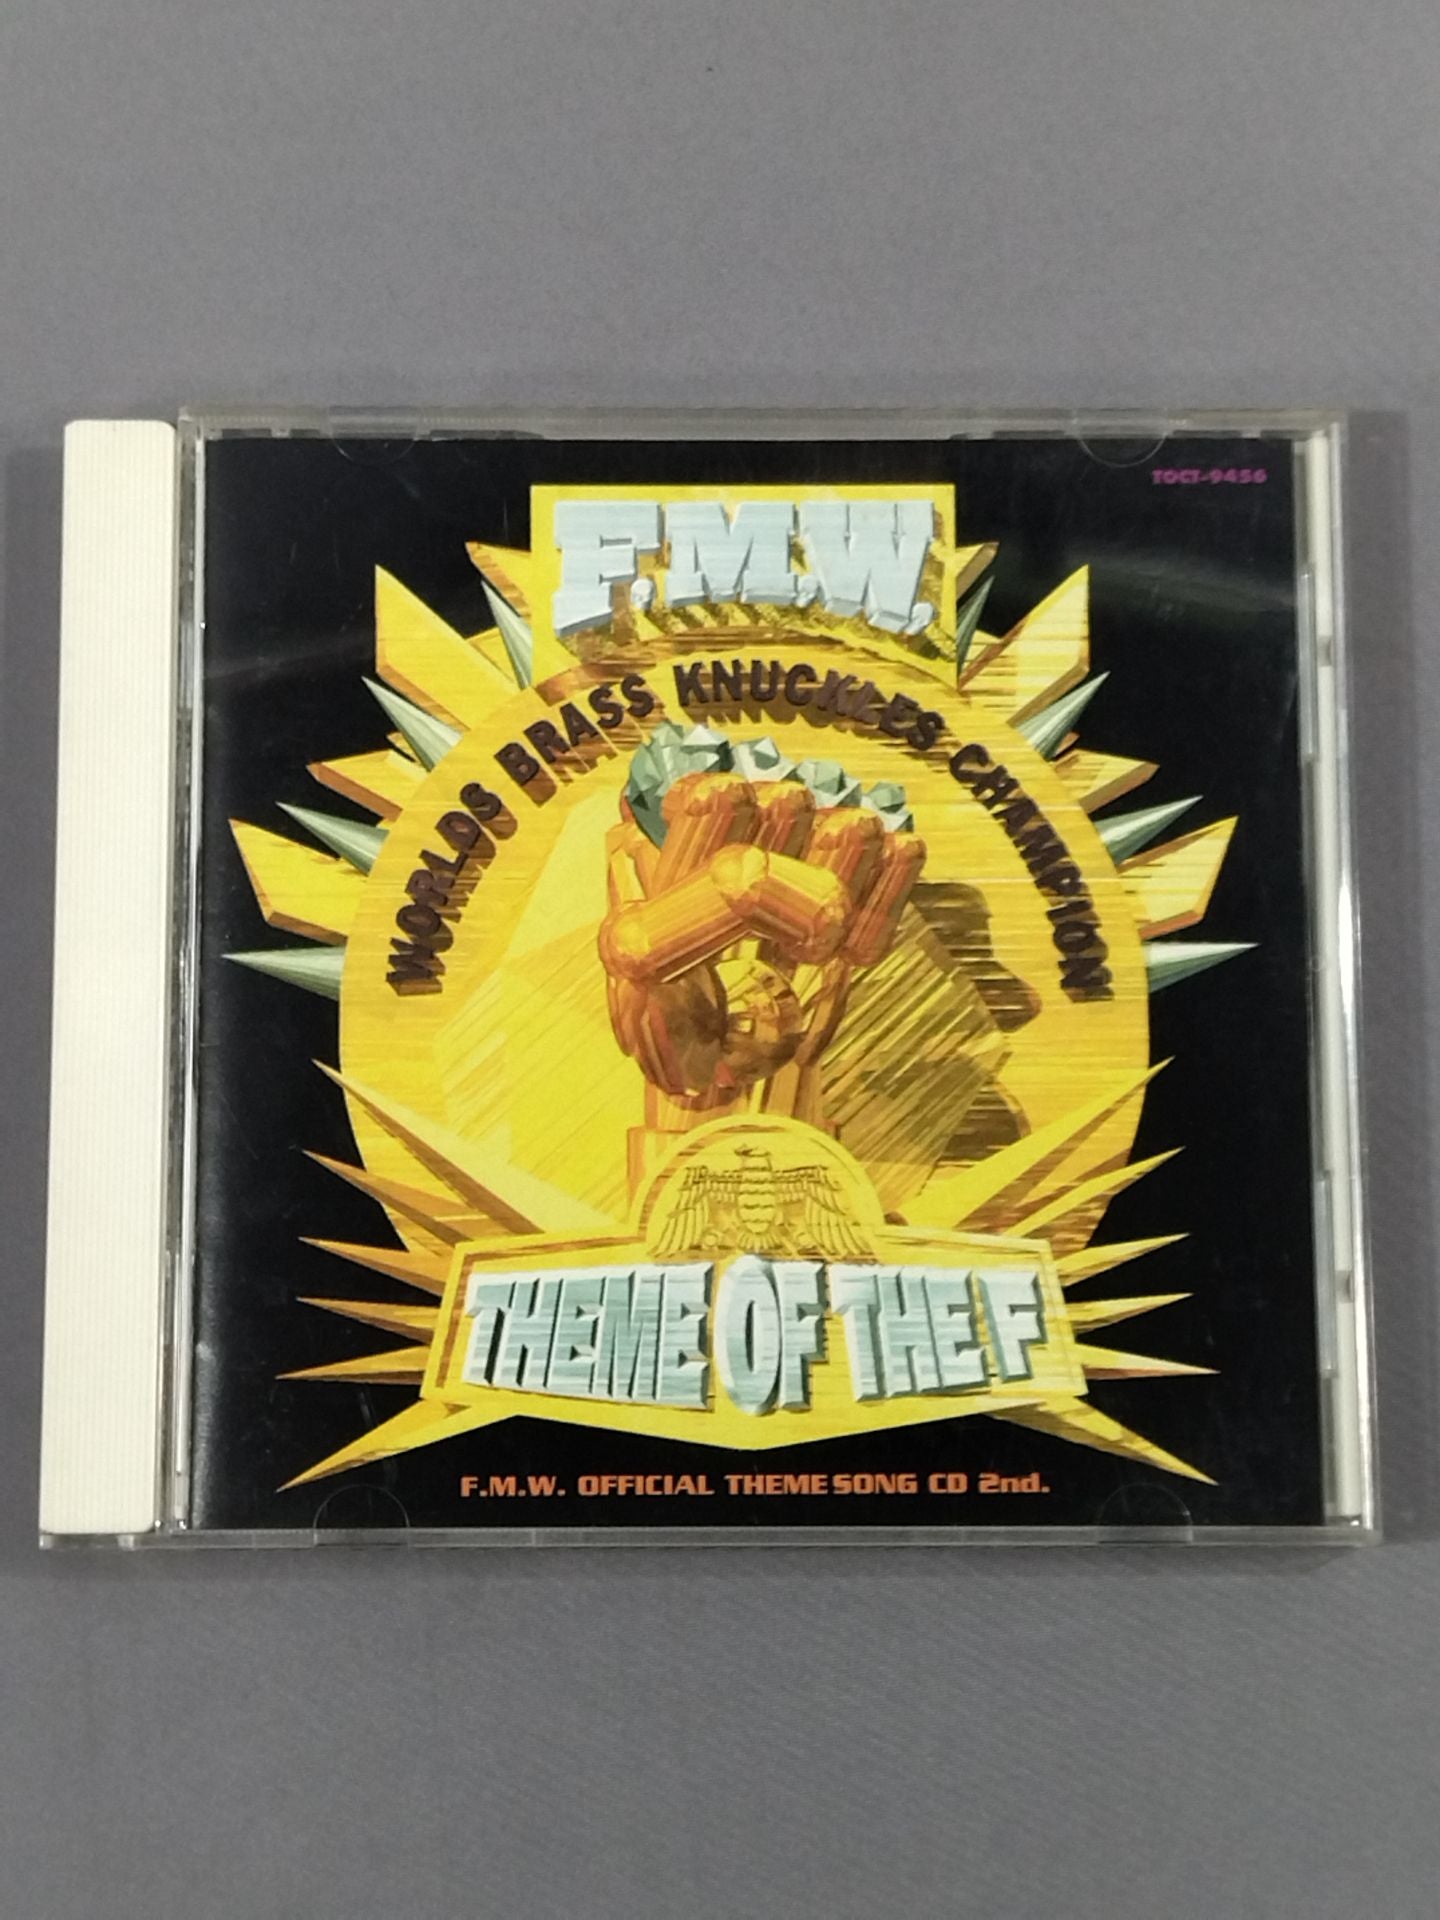 TOCT-9456
F.M.W.
WORLDS BRASS KNUCKLES CHAMPION
THEME OF THE F
F.M.W. OFFICIAL THEME SONG CD 2nd.